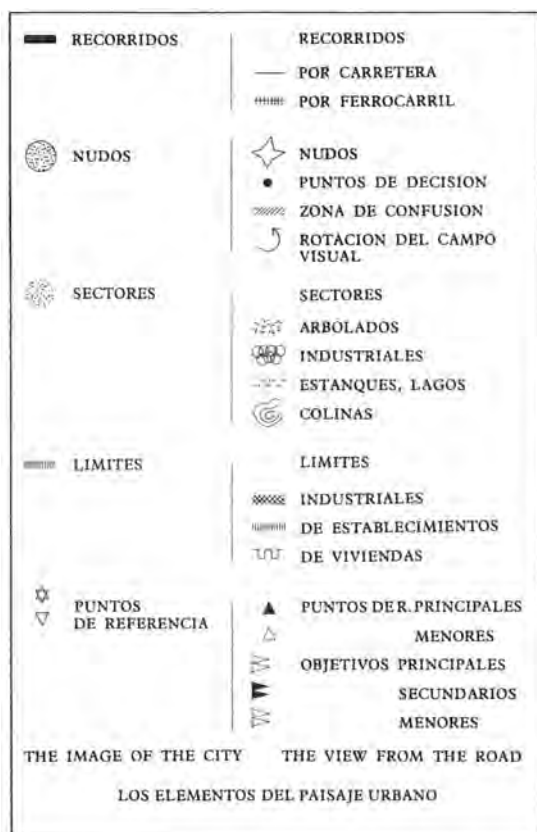 RECORRIDOS
RECORRIDOS
POR CARRETERA
POR FERROCARRIL
NUDOS
NUDOS
PUNTOS DE DECISION
ZONA DE CONFUSION
ROTACION DEL CAMPO
VISUAL
SECTORES
SECTORES
ARBOLADOS
INDUSTRIALES
ESTANQUES, LAGOS
COLINAS
LIMITES
LIMITES
INDUSTRIALES
DE ESTABLECIMIENTOS
DE VIVIENDAS
PUNTOS
DE REFERENCIA
PUNTOS DE R. PRINCIPALES
MENORES
OBJETIVOS PRINCIPALES
SECUNDARIOS
MENORES
THE IMAGE OF THE CITY
THE VIEW FROM THE ROAD
LOS ELEMENTOS DEL PAISAJE URBANO